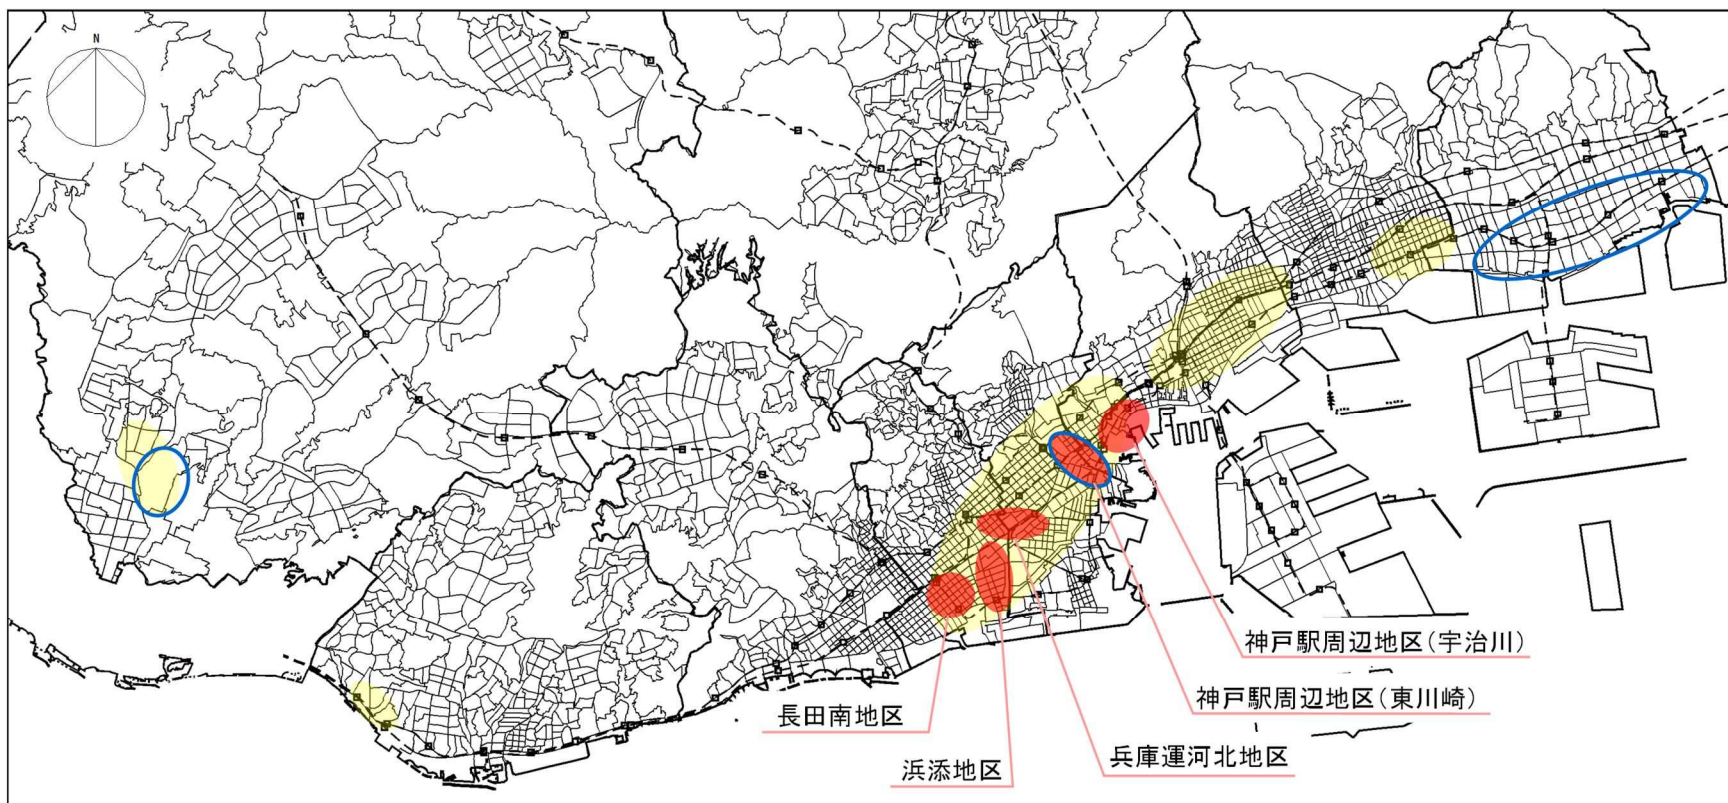 N
神戸駅周辺地区(宇治川)
神戸駅周辺地区(東川崎)
長田南地区
兵庫運河北地区
浜添地区